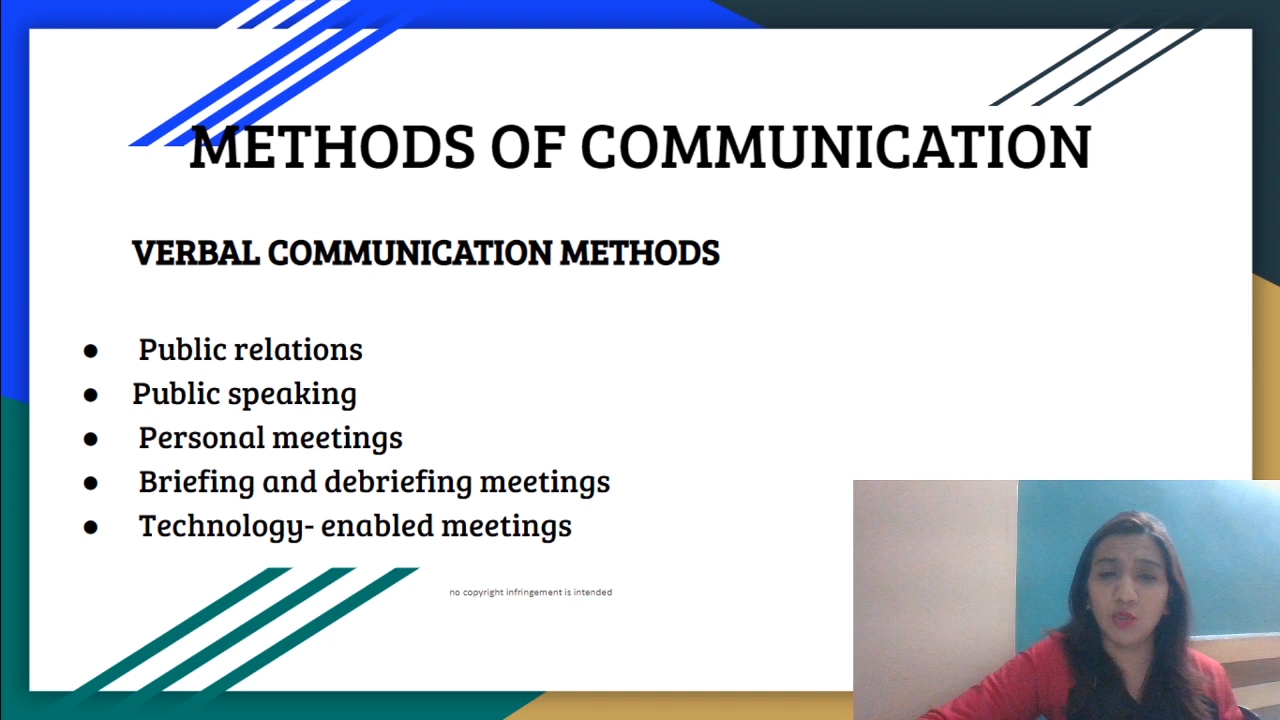 METHODS OF COMMUNICATION
VERBAL COMMUNICATION METHODS
● Public relations
● Public speaking
● Personal meetings
● Briefing and debriefing meetings
● Technology- enabled meetings
no copyright infringement is intended